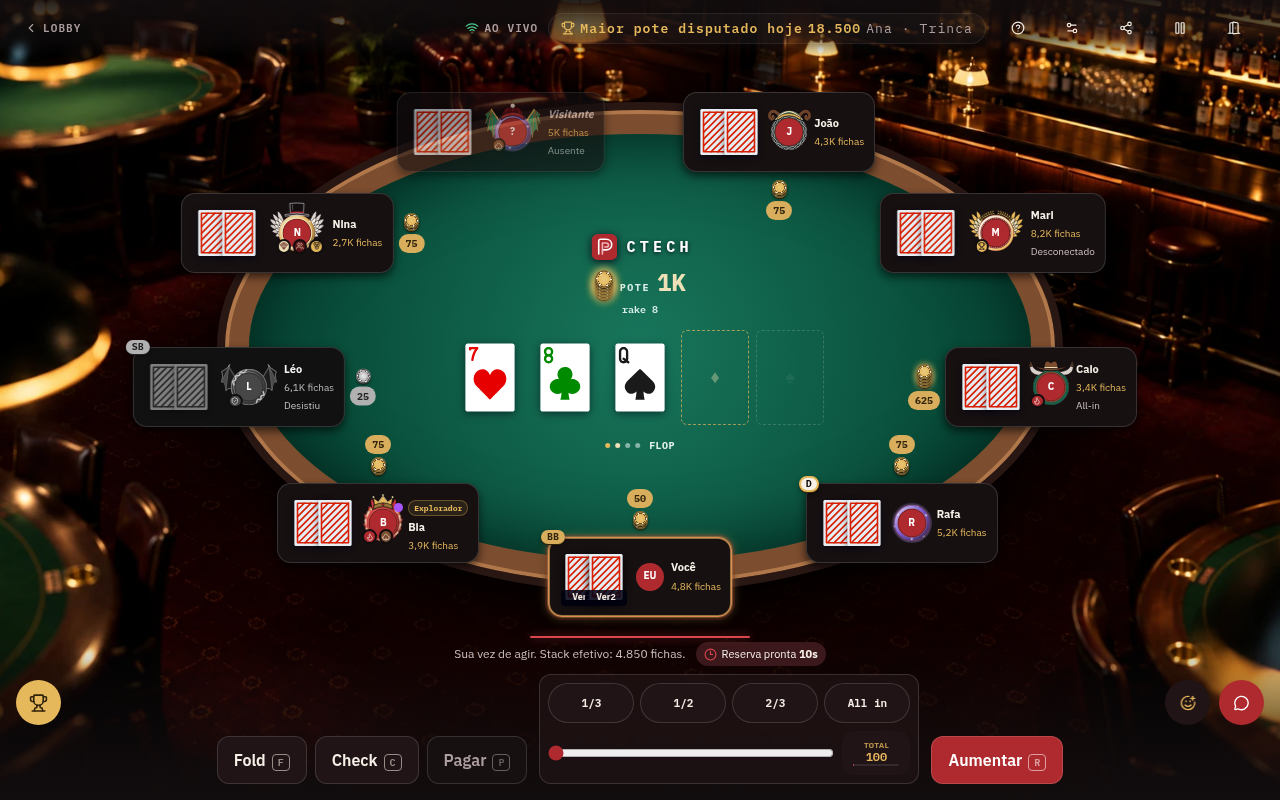 LOBBY
AO VIVO
Maior pote disputado hoje 18.500 Ana · Trinca
?
Visitante
5K fichas
Ausente
J
João
4,3K fichas
N
Nina
2,7K fichas
75
75
M
Mari
8,2K fichas
Desconectado
CTECH
POTE 1K
rake 8
SB
L
Léo
6,1K fichas
Desistiu
25
7
8
Q
625
C
Caio
3,4K fichas
All-in
FLOP
75
75
B
Explorador
Bia
3,9K fichas
50
D
R
Rafa
5,2K fichas
BB
Ver
Ver2
EU
Você
4,8K fichas
Sua vez de agir. Stack efetivo: 4.850 fichas.
Reserva pronta 10s
1/3
1/2
2/3
All in
Fold F
Check C
Pagar P
TOTAL
100
Aumentar R